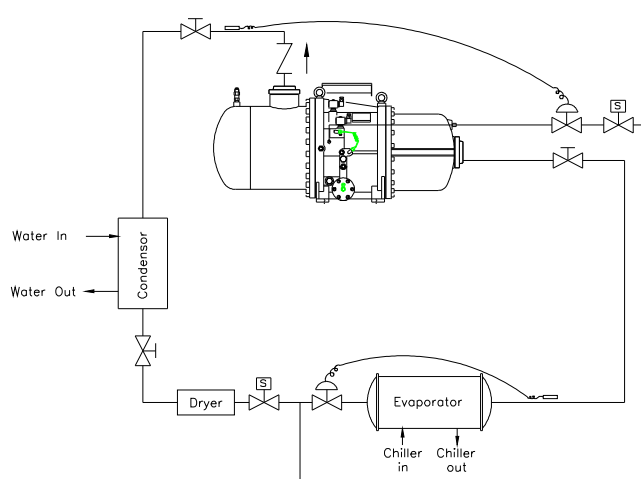 S
Water In
Water Out
Condensor
S
Dryer
Evaporator
Chiller
in
Chiller
out